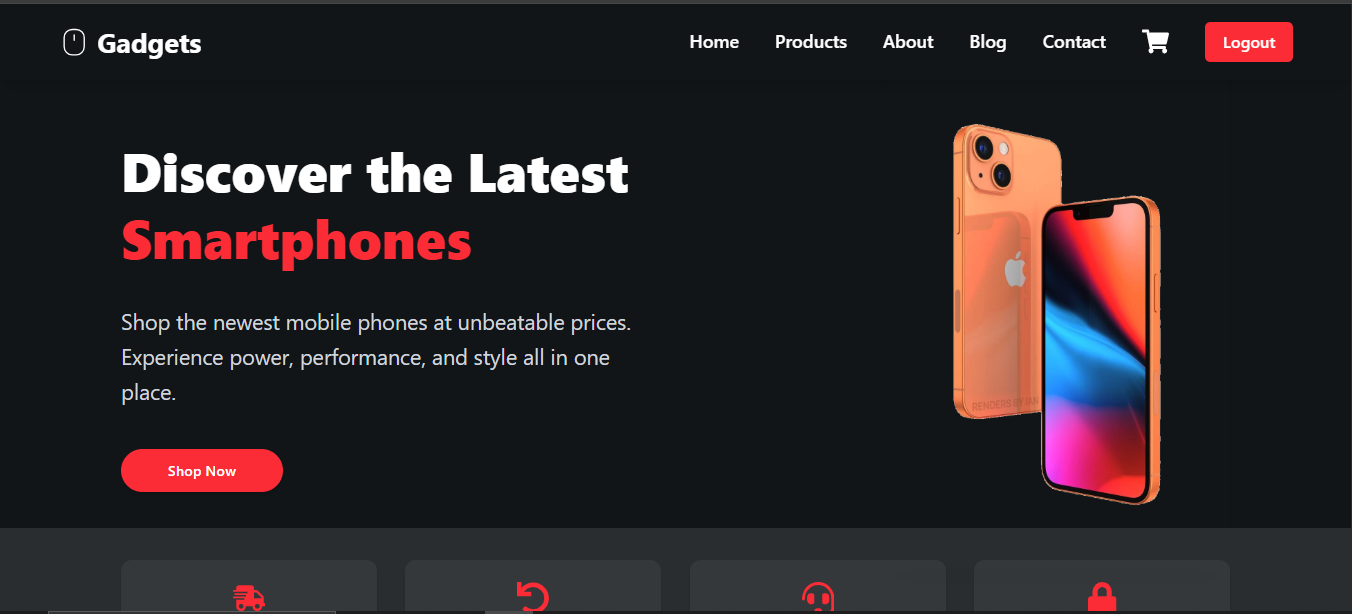 Gadgets
Home Products About Blog Contact Logout
Discover the Latest
Smartphones
Shop the newest mobile phones at unbeatable prices.
Experience power, performance, and style all in one
place.
Shop Now
RENDERS BY IAN